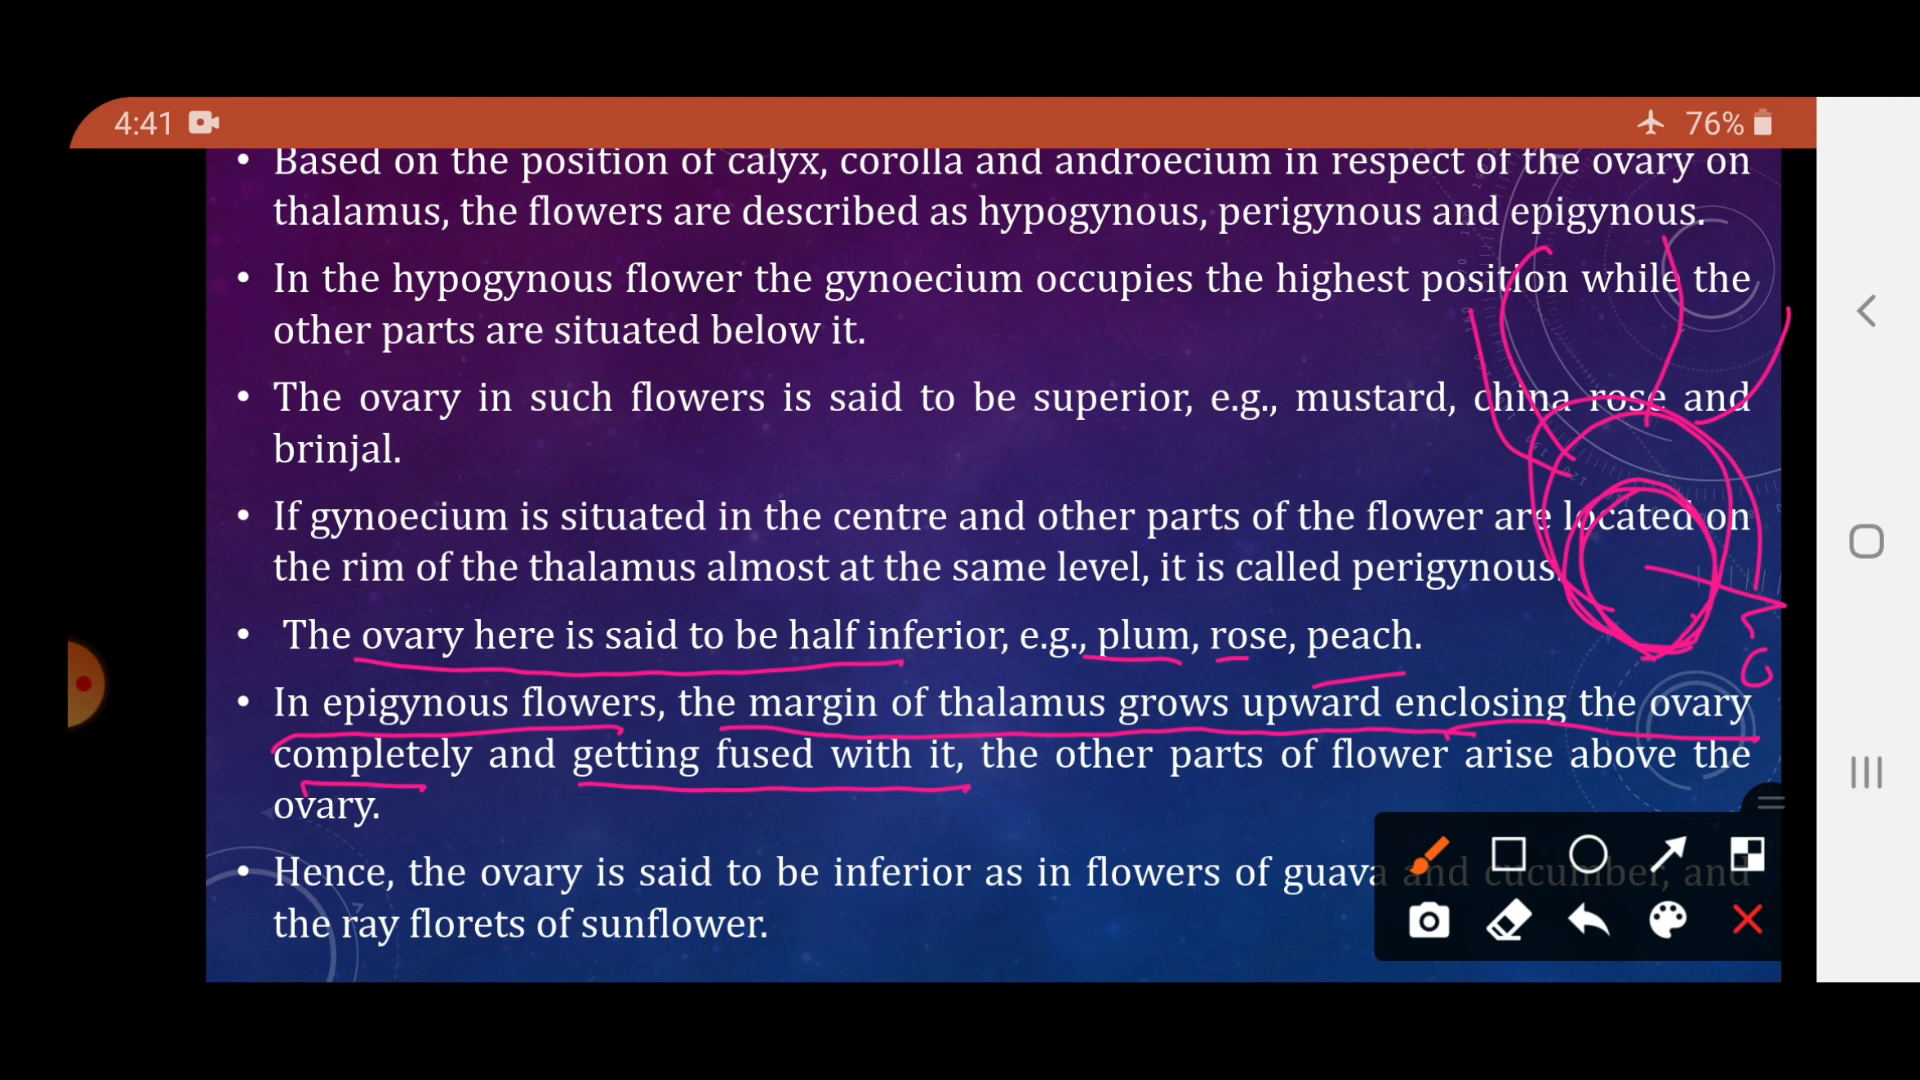 4:41 76%
• Based on the position of calyx, corolla and androecium in respect of the ovary on
thalamus, the flowers are described as hypogynous, perigynous and epigynous.
• In the hypogynous flower the gynoecium occupies the highest position while the
other parts are situated below it.
• The ovary in such flowers is said to be superior, e.g., mustard, china rose and
brinjal.
• If gynoecium is situated in the centre and other parts of the flower are located on
the rim of the thalamus almost at the same level, it is called perigynous.
• The ovary here is said to be half inferior, e.g., plum, rose, peach.
• In epigynous flowers, the margin of thalamus grows upward enclosing the ovary
completely and getting fused with it, the other parts of flower arise above the
ovary.
• Hence, the ovary is said to be inferior as in flowers of guava and cucumber, and
the ray florets of sunflower.